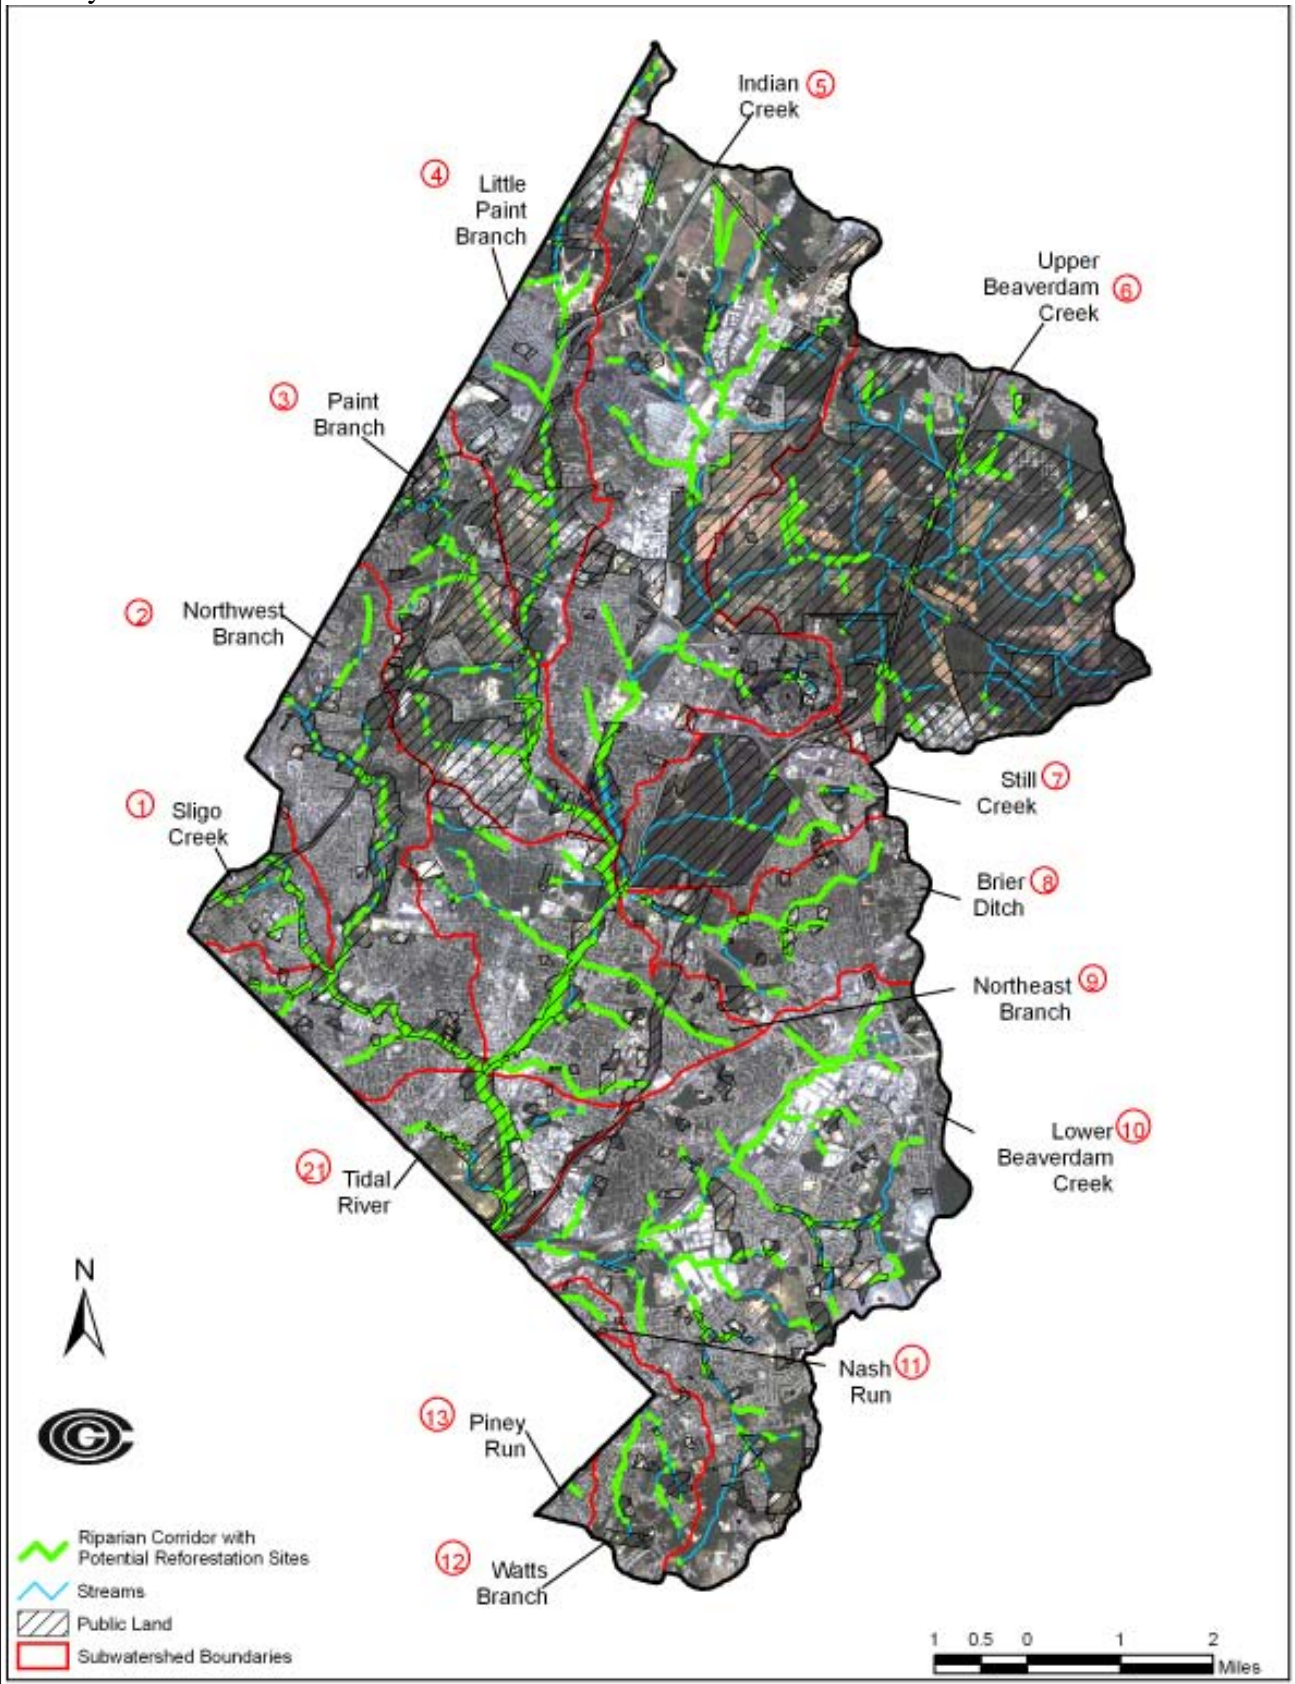 Indian 5
Creek
4
Little
Paint
Branch
Upper
Beaverdam 6
Creek
3
Paint
Branch
2
Northwest
Branch
1
Sligo
Creek
Still 7
Creek
Brier 8
Ditch
Northeast 9
Branch
Lower 10
Beaverdam
Creek
21
Tidal
River
N
Nash 11
Run
13
Piney
Run
12
Watts
Branch
Riparian Corridor with
Potential Reforestation Sites
Streams
Public Land
Subwatershed Boundaries
1 0.5 0 1 2
Miles